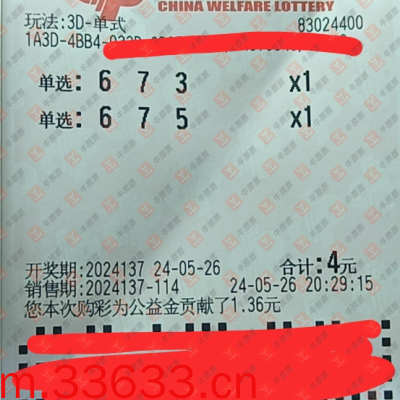 CHINA WELFARE LOTTERY
玩法:3D-单式 83024400
1A3D-4BB4-
单选: 6 7 3 x1
单选: 6 7 5 x1
开奖期:2024137 24-05-26 合计:4元
销售期:2024137-114 24-05-26 20:29:15
您本次购彩为公益金贡献了1.36元
m.33633.cn